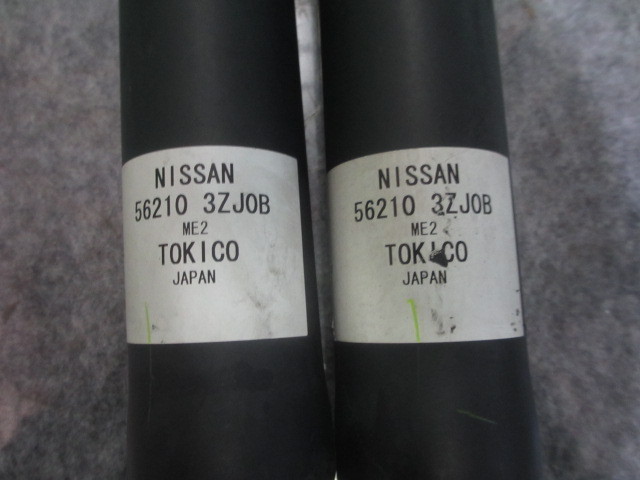 NISSAN
56210 3ZJ0B
ME2
TOKICO
JAPAN
NISSAN
56210 3ZJ0B
ME2
TOKICO
JAPAN